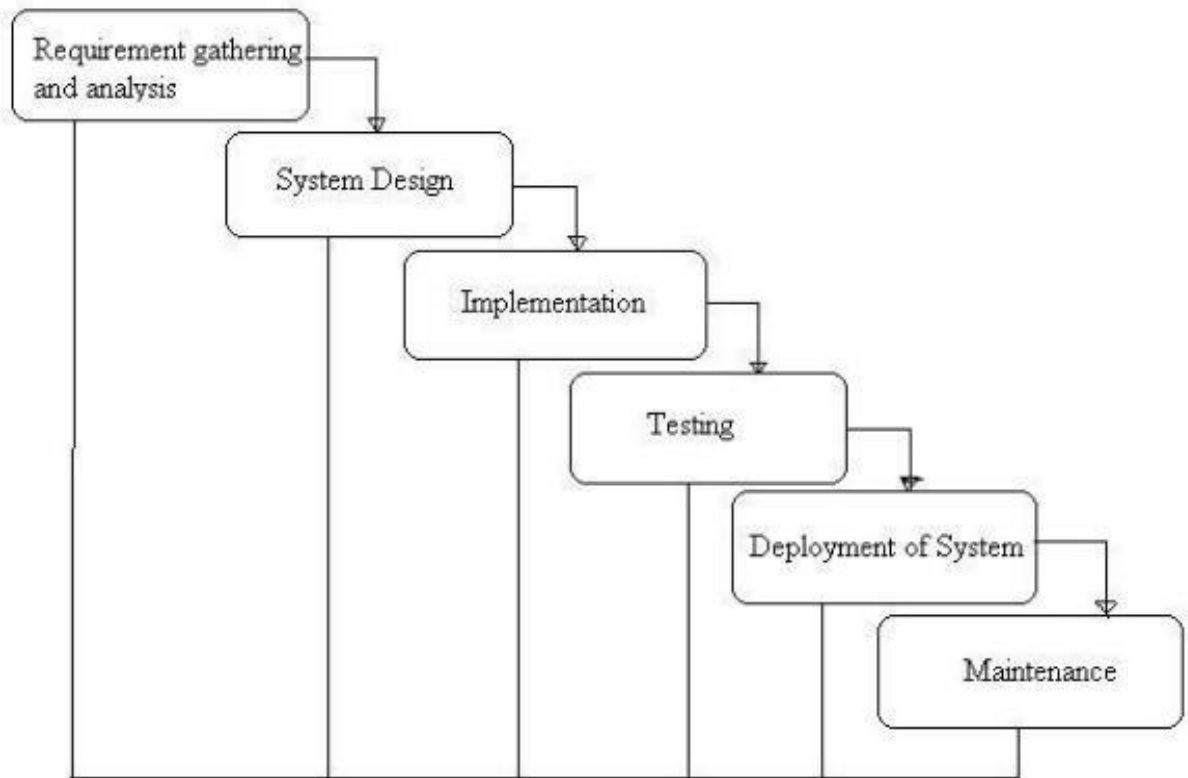 Requirement gathering
and analysis
System Design
Implementation
Testing
Deployment of System
Maintenance